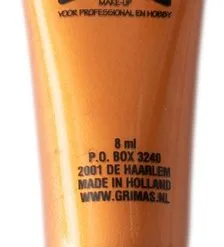 MAKE-UP
VOOR PROFESSIONAL EN HOBBY
8 ml
P.O. BOX 3240
2001 DE HAARLEM
MADE IN HOLLAND
WWW.GRIMAS.NL